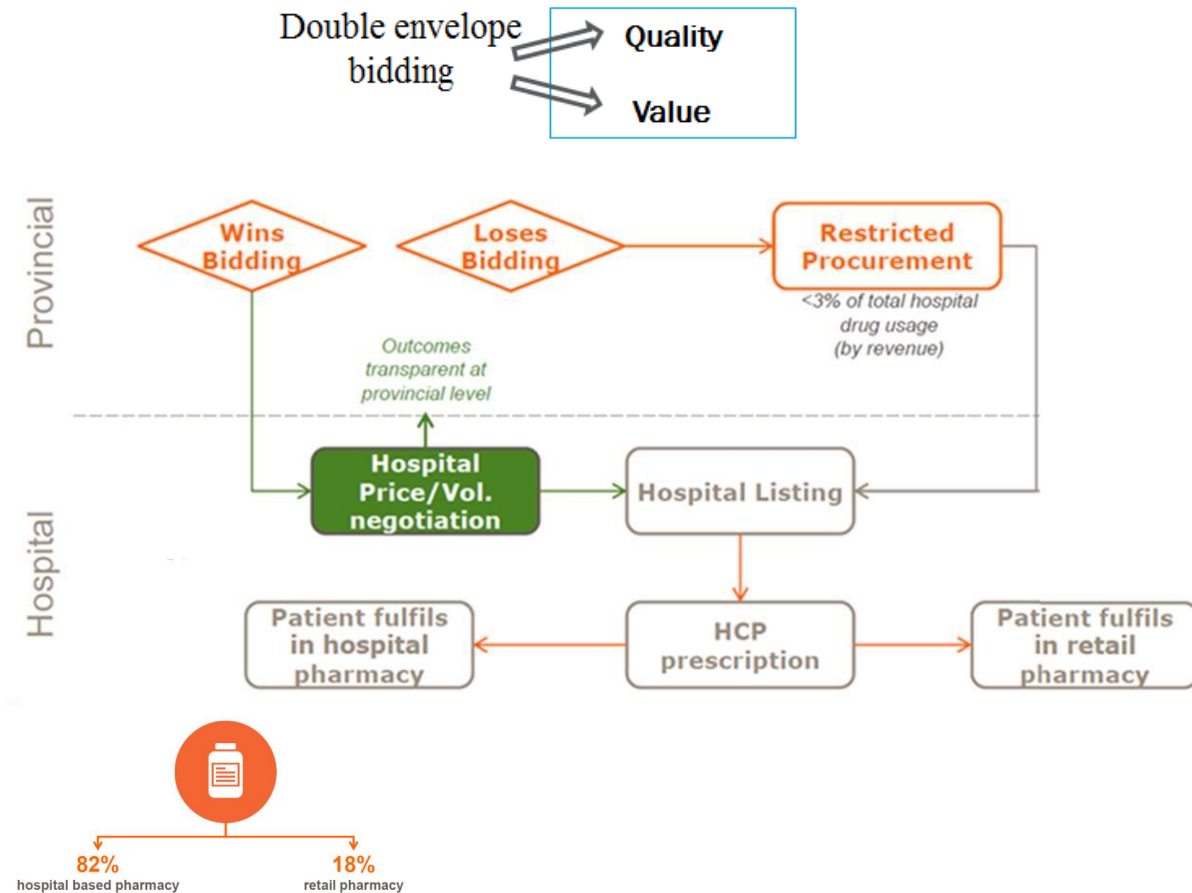 Double envelope
bidding
Quality
Value
Provincial
Wins
Bidding
Loses
Bidding
Restricted
Procurement
<3% of total hospital
drug usage
(by revenue)
Outcomes
transparent at
provincial level
Hospital
Hospital
Price/Vol.
negotiation
Hospital Listing
Patient fulfils
in hospital
pharmacy
HCP
prescription
Patient fulfils
in retail
pharmacy
82%
hospital based pharmacy
18%
retail pharmacy